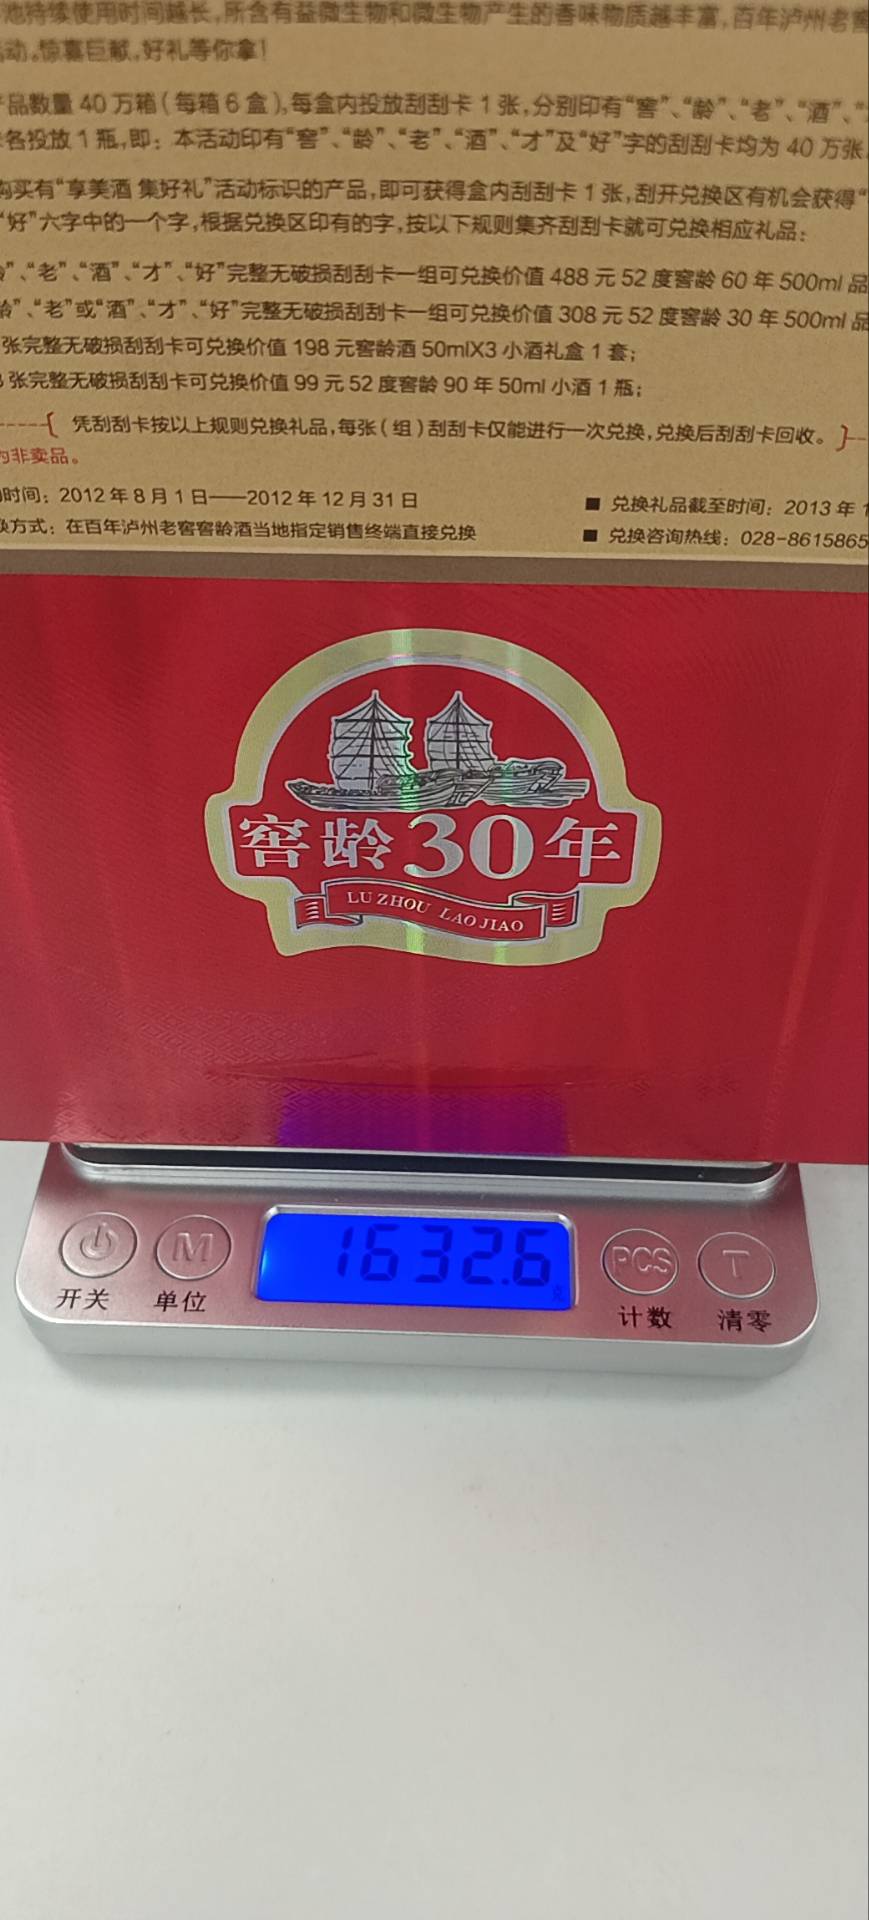 池持续使用时间越长，所含有益微生物和微生物产生的香味物质越丰富，百年泸州老窖
活动，惊喜巨献，好礼等你拿！
产品数量 40 万箱（每箱 6 盒），每盒内投放刮刮卡 1 张，分别印有“窖”、“龄”、“老”、“酒”、“
各投放 1 瓶，即：本活动印有“窖”、“龄”、“老”、“酒”、“才”及“好”字的刮刮卡均为 40 万张
购买有“享美酒 集好礼”活动标识的产品，即可获得盒内刮刮卡 1 张，刮开兑换区有机会获得“
“好”六字中的一个字，根据兑换区印有的字，按以下规则集齐刮刮卡就可兑换相应礼品：
”、“老”、“酒”、“才”、“好”完整无破损刮刮卡一组可兑换价值 488 元 52 度窖龄 60 年 500ml 品
龄”、“老”或“酒”、“才”、“好”完整无破损刮刮卡一组可兑换价值 308 元 52 度窖龄 30 年 500ml 品
张完整无破损刮刮卡可兑换价值 198 元窖龄酒 50mlX3 小酒礼盒 1 套；
3 张完整无破损刮刮卡可兑换价值 99 元 52 度窖龄 90 年 50ml 小酒 1 瓶；
凭刮刮卡按以上规则兑换礼品，每张（组）刮刮卡仅能进行一次兑换，兑换后刮刮卡回收。
为非卖品。
时间：2012 年 8 月 1 日——2012 年 12 月 31 日
■ 兑换礼品截至时间：2013 年 1
换方式：在百年泸州老窖窖龄酒当地指定销售终端直接兑换
■ 兑换咨询热线：028-8615865
窖龄30年
LU ZHOU LAO JIAO
1632.6
M
PCS
T
开关
单位
计数
清零